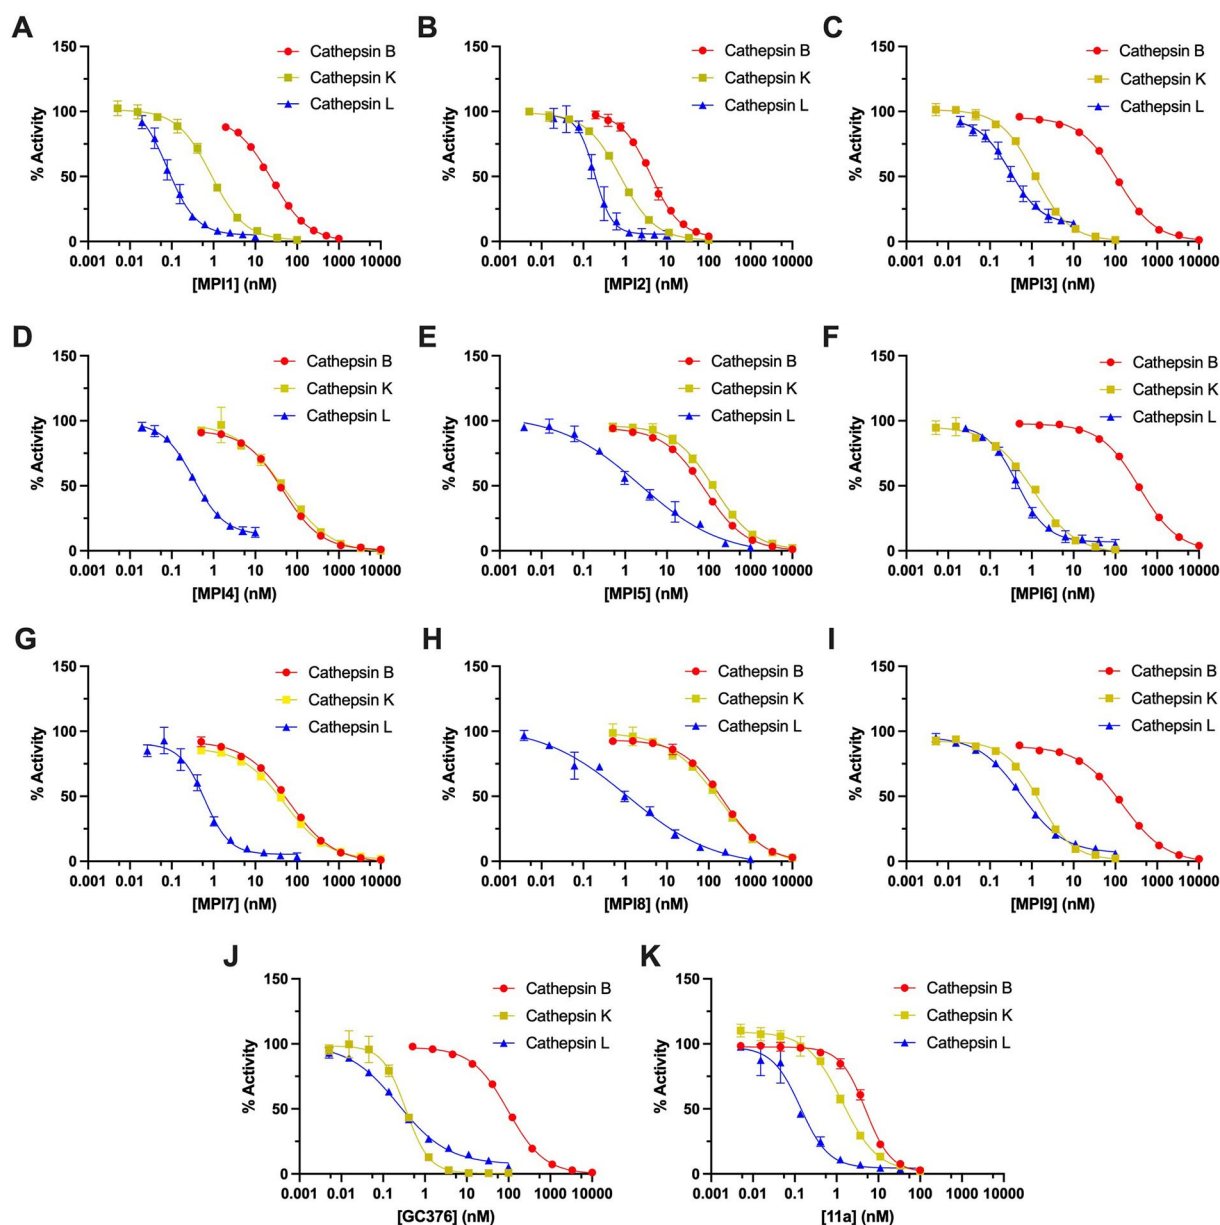 A
150
100
50
0
% Activity
Cathepsin B
Cathepsin K
Cathepsin L
0.001 0.01 0.1 1 10 100 1000 10000
[MPI1] (nM)
B
150
100
50
0
% Activity
Cathepsin B
Cathepsin K
Cathepsin L
0.001 0.01 0.1 1 10 100 1000 10000
[MPI2] (nM)
C
150
100
50
0
% Activity
Cathepsin B
Cathepsin K
Cathepsin L
0.001 0.01 0.1 1 10 100 1000 10000
[MPI3] (nM)
D
150
100
50
0
% Activity
Cathepsin B
Cathepsin K
Cathepsin L
0.001 0.01 0.1 1 10 100 1000 10000
[MPI4] (nM)
E
150
100
50
0
% Activity
Cathepsin B
Cathepsin K
Cathepsin L
0.001 0.01 0.1 1 10 100 1000 10000
[MPI5] (nM)
F
150
100
50
0
% Activity
Cathepsin B
Cathepsin K
Cathepsin L
0.001 0.01 0.1 1 10 100 1000 10000
[MPI6] (nM)
G
150
100
50
0
% Activity
Cathepsin B
Cathepsin K
Cathepsin L
0.001 0.01 0.1 1 10 100 1000 10000
[MPI7] (nM)
H
150
100
50
0
% Activity
Cathepsin B
Cathepsin K
Cathepsin L
0.001 0.01 0.1 1 10 100 1000 10000
[MPI8] (nM)
I
150
100
50
0
% Activity
Cathepsin B
Cathepsin K
Cathepsin L
0.001 0.01 0.1 1 10 100 1000 10000
[MPI9] (nM)
J
150
100
50
0
% Activity
Cathepsin B
Cathepsin K
Cathepsin L
0.001 0.01 0.1 1 10 100 1000 10000
[GC376] (nM)
K
150
100
50
0
% Activity
Cathepsin B
Cathepsin K
Cathepsin L
0.001 0.01 0.1 1 10 100 1000 10000
[11a] (nM)